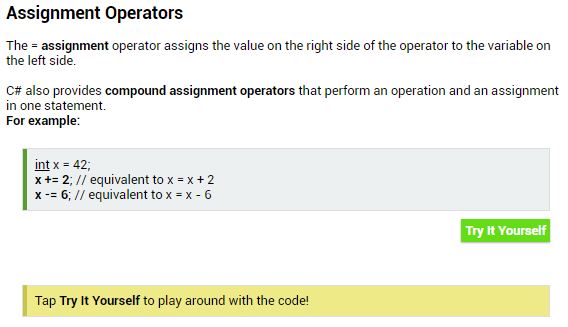 Assignment Operators
The = assignment operator assigns the value on the right side of the operator to the variable on
the left side.
C# also provides compound assignment operators that perform an operation and an assignment
in one statement.
For example:
int x = 42;
x += 2; // equivalent to x = x + 2
x -= 6; // equivalent to x = x - 6
Try It Yourself
Tap Try It Yourself to play around with the code!